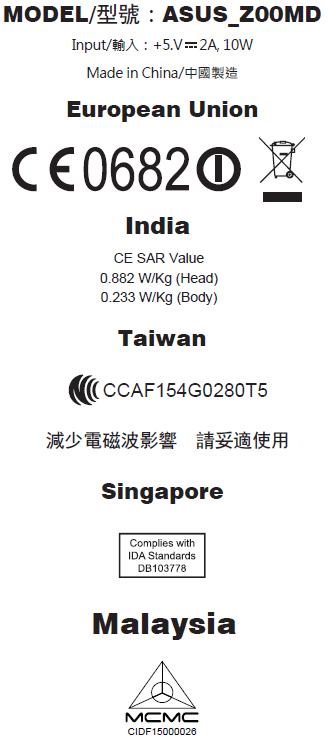 MODEL/型號：ASUS_Z00MD
Input/輸入：+5.V⎓2A, 10W
Made in China/中國製造
European Union
CE0682
India
CE SAR Value
0.882 W/Kg (Head)
0.233 W/Kg (Body)
Taiwan
CCAF154G0280T5
減少電磁波影響　請妥適使用
Singapore
Complies with
IDA Standards
DB103778
Malaysia
MCMC
CIDF15000026